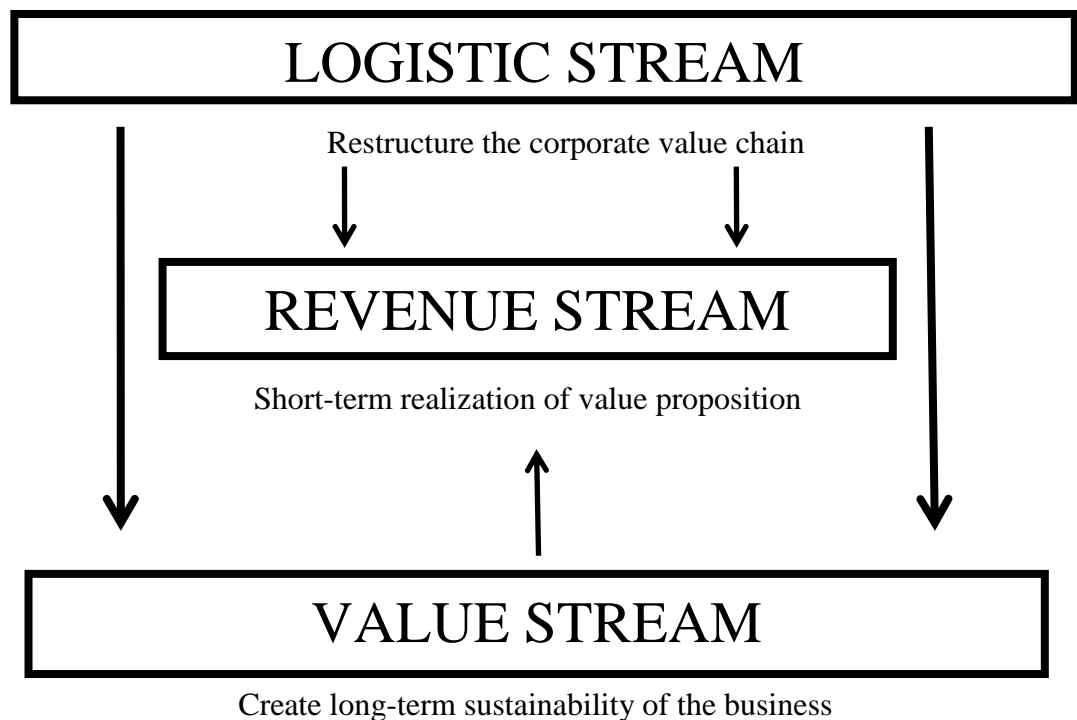 LOGISTIC STREAM
Restructure the corporate value chain
REVENUE STREAM
Short-term realization of value proposition
VALUE STREAM
Create long-term sustainability of the business